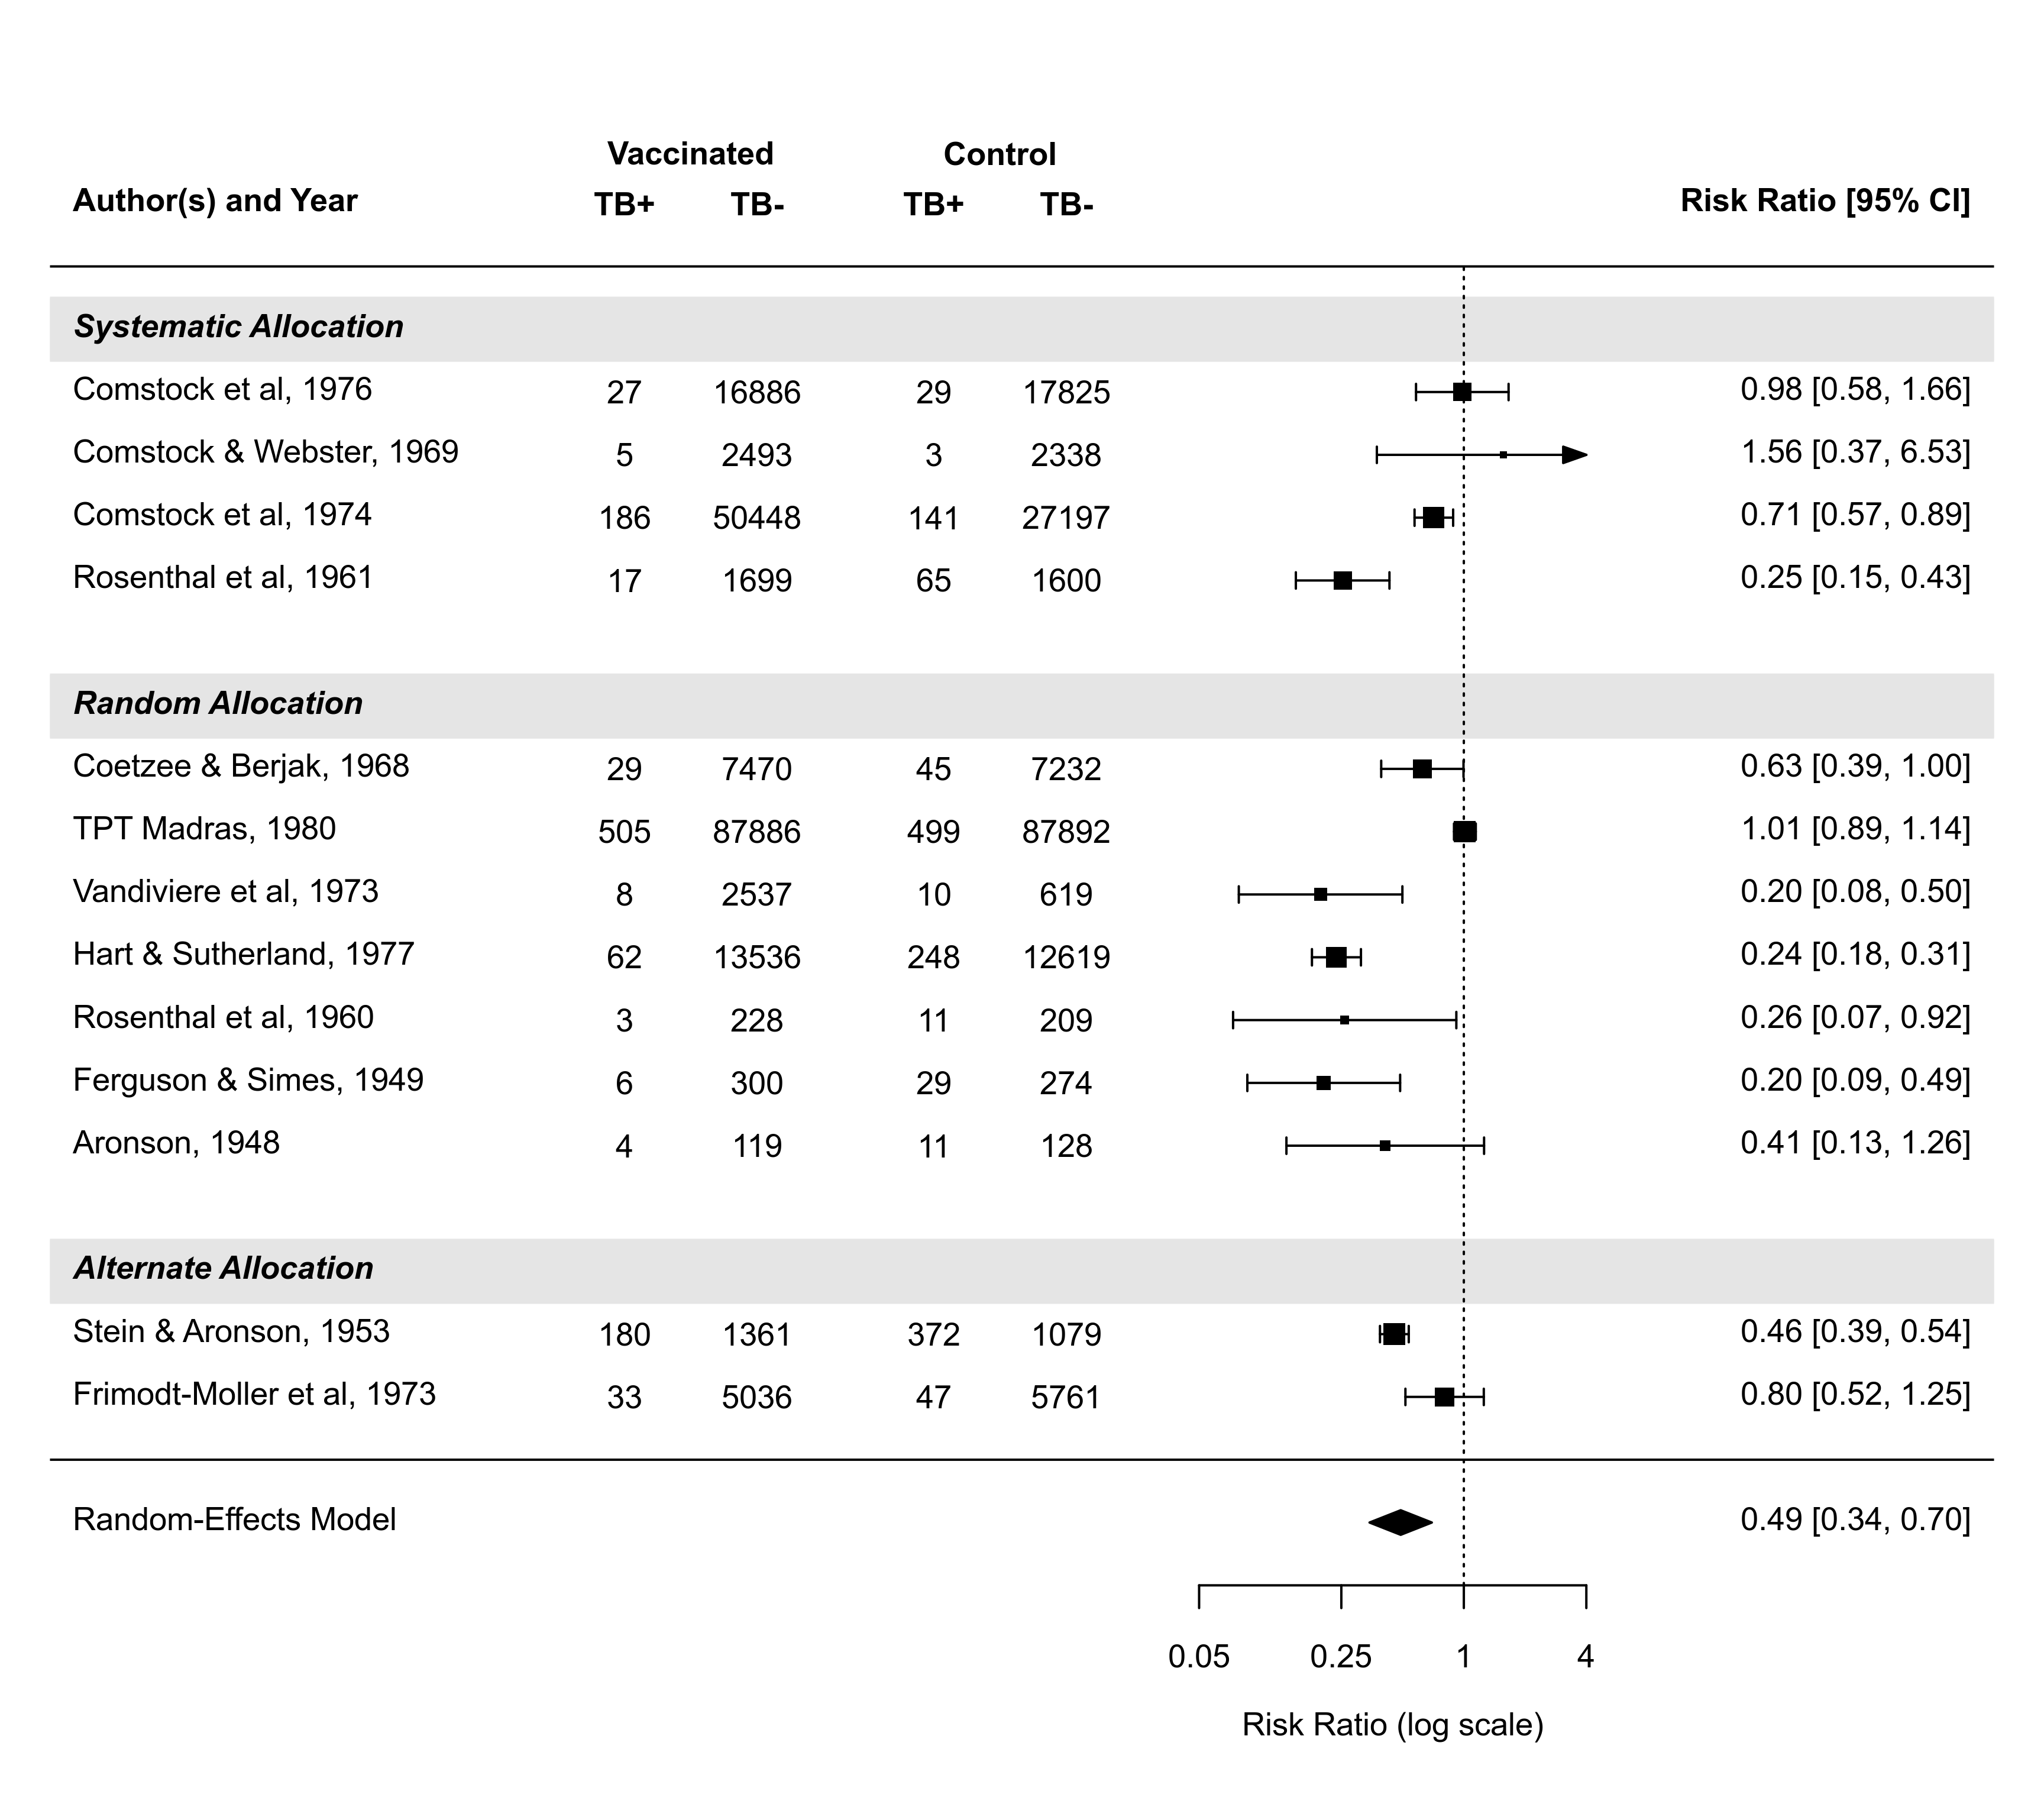 Vaccinated Control
Author(s) and Year TB+ TB- TB+ TB- Risk Ratio [95% CI]
Systematic Allocation
Comstock et al, 1976 27 16886 29 17825 0.98 [0.58, 1.66]
Comstock & Webster, 1969 5 2493 3 2338 1.56 [0.37, 6.53]
Comstock et al, 1974 186 50448 141 27197 0.71 [0.57, 0.89]
Rosenthal et al, 1961 17 1699 65 1600 0.25 [0.15, 0.43]
Random Allocation
Coetzee & Berjak, 1968 29 7470 45 7232 0.63 [0.39, 1.00]
TPT Madras, 1980 505 87886 499 87892 1.01 [0.89, 1.14]
Vandiviere et al, 1973 8 2537 10 619 0.20 [0.08, 0.50]
Hart & Sutherland, 1977 62 13536 248 12619 0.24 [0.18, 0.31]
Rosenthal et al, 1960 3 228 11 209 0.26 [0.07, 0.92]
Ferguson & Simes, 1949 6 300 29 274 0.20 [0.09, 0.49]
Aronson, 1948 4 119 11 128 0.41 [0.13, 1.26]
Alternate Allocation
Stein & Aronson, 1953 180 1361 372 1079 0.46 [0.39, 0.54]
Frimodt-Moller et al, 1973 33 5036 47 5761 0.80 [0.52, 1.25]
Random-Effects Model 0.49 [0.34, 0.70]
0.05 0.25 1 4
Risk Ratio (log scale)